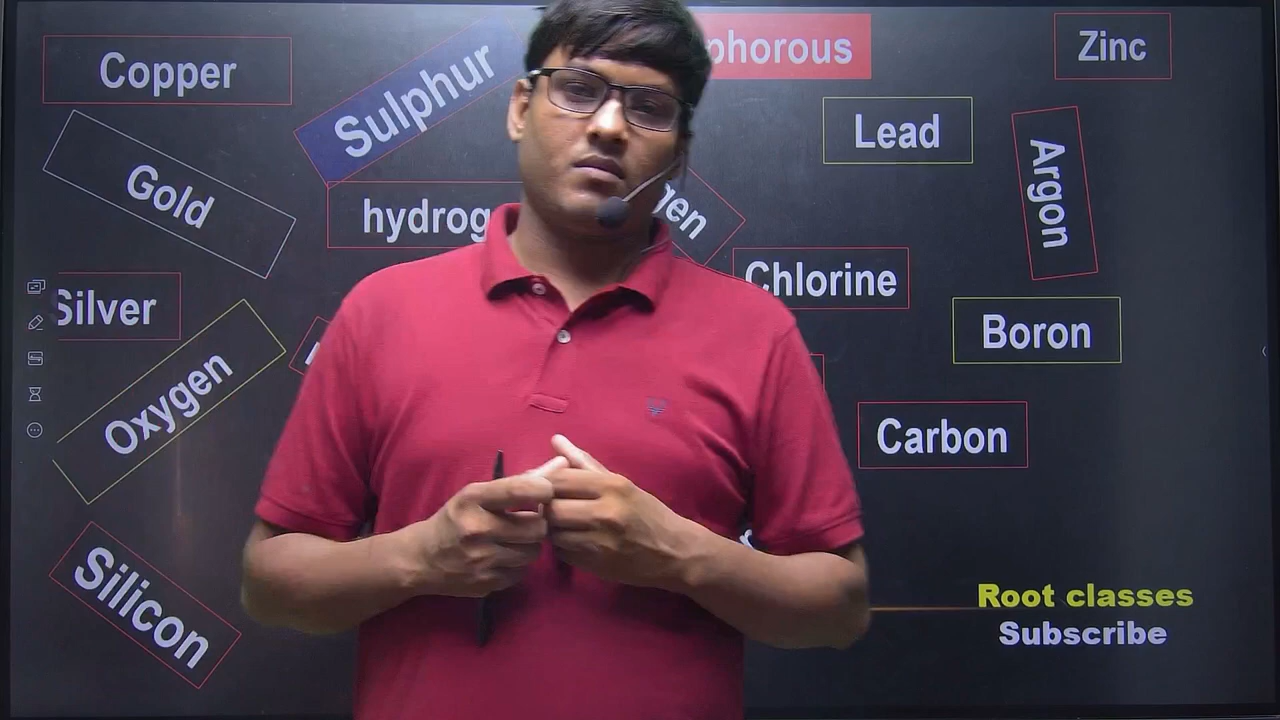 Copper
Sulphur
phorous
Zinc
Lead
Gold
Argon
hydrog
gen
Chlorine
Silver
Boron
Oxygen
Carbon
Silicon
Root classes
Subscribe